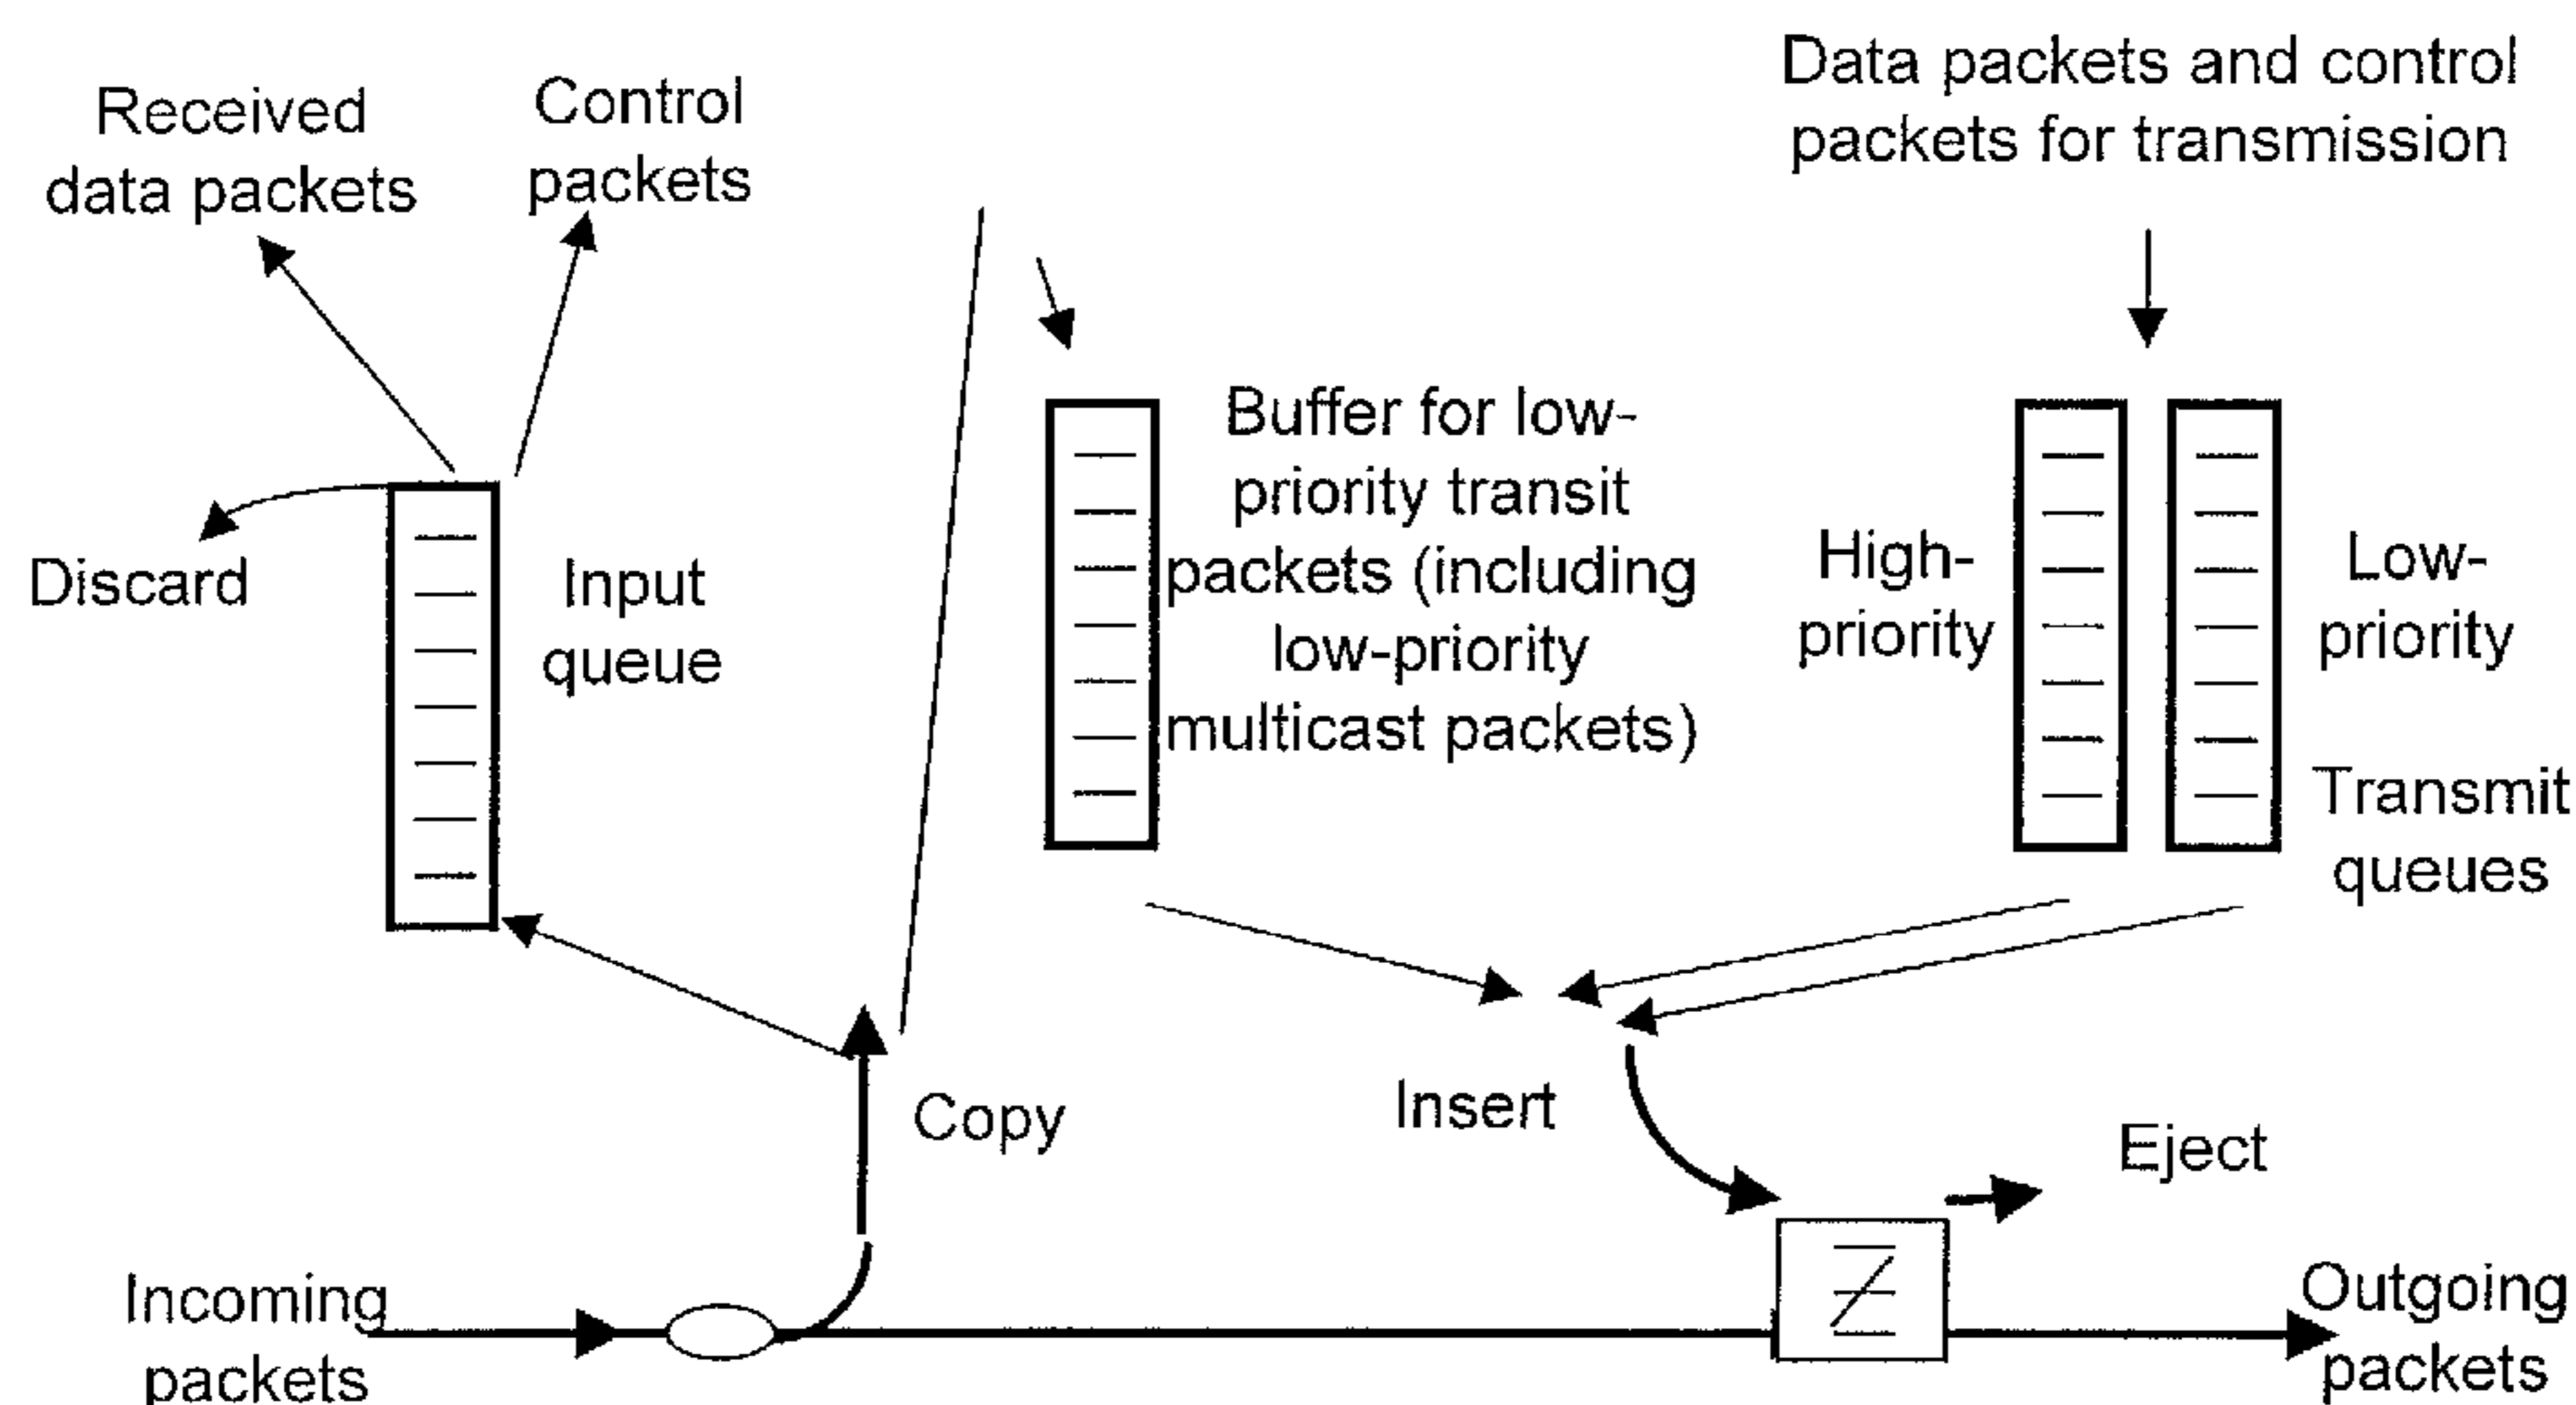 Received
data packets
Control
packets
Data packets and control
packets for transmission
Discard
Input
queue
Buffer for low-
priority transit
packets (including
low-priority
multicast packets)
High-
priority
Low-
priority
Transmit
queues
Copy
Insert
Eject
Incoming
packets
Outgoing
packets